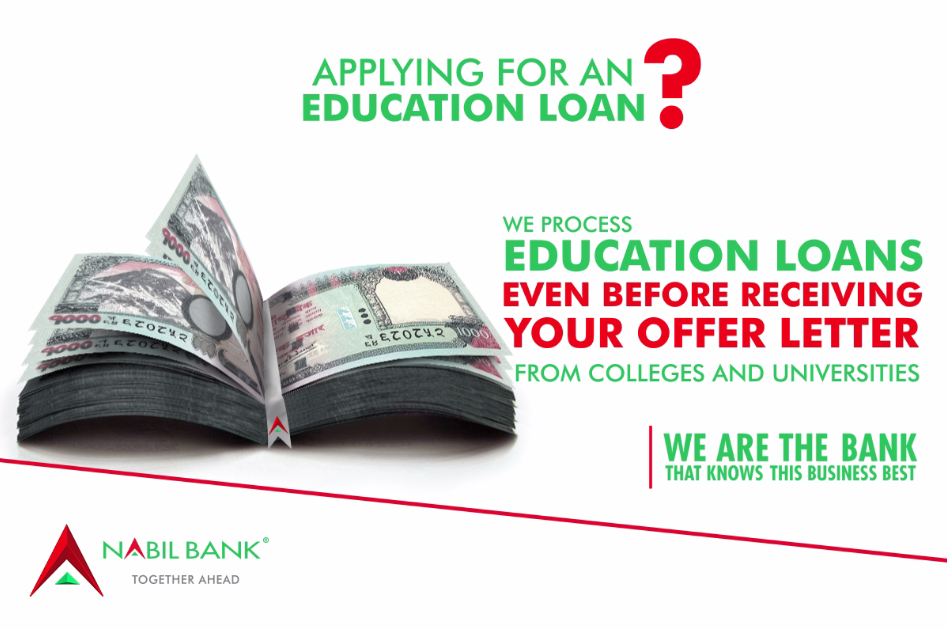 APPLYING FOR AN
EDUCATION LOAN?
WE PROCESS
EDUCATION LOANS
EVEN BEFORE RECEIVING
YOUR OFFER LETTER
FROM COLLEGES AND UNIVERSITIES
WE ARE THE BANK
THAT KNOWS THIS BUSINESS BEST
NABIL BANK®
TOGETHER AHEAD